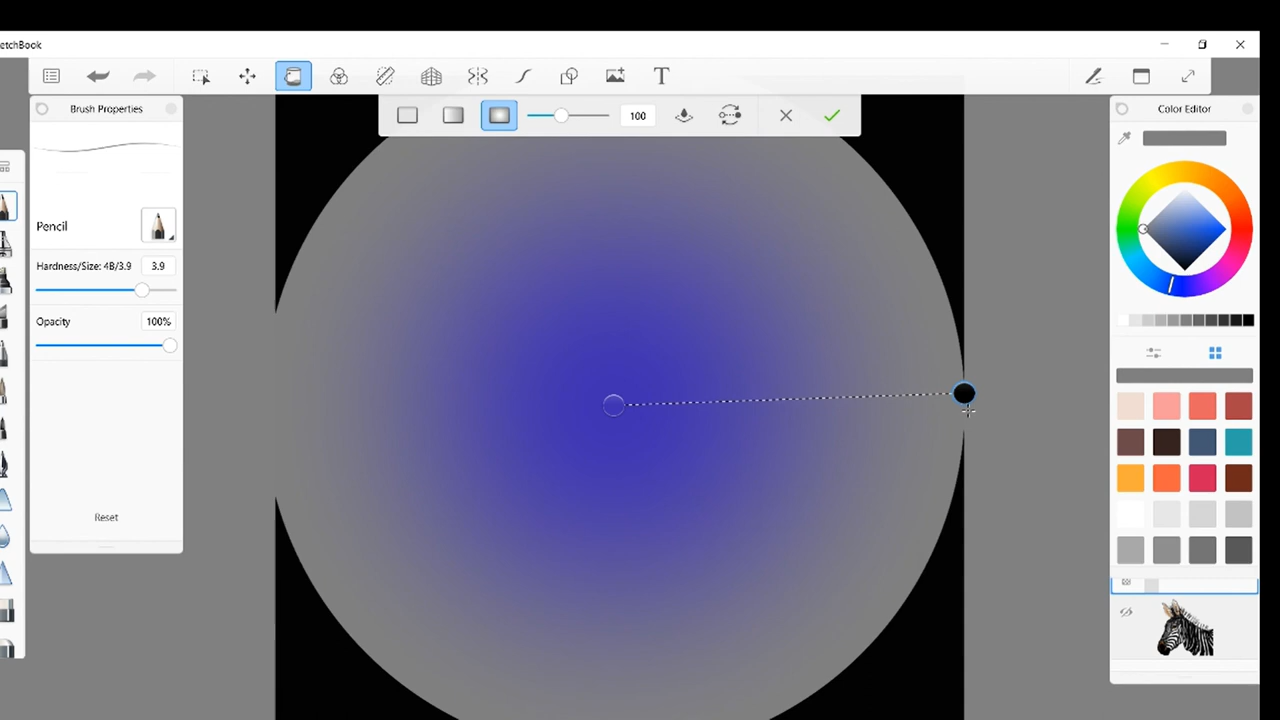 etchBook
T
Brush Properties
100
Color Editor
Pencil
Hardness/Size: 4B/3.9 3.9
Opacity 100%
Reset